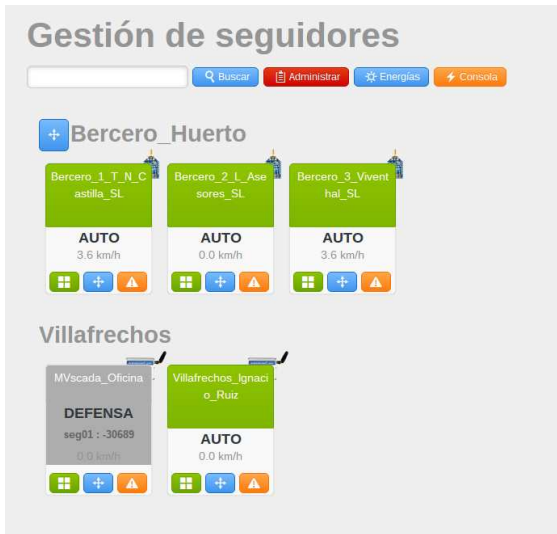 Gestión de seguidores
Buscar Administrar Energías Consola
Bercero_Huerto
Bercero_1_T_N_C
astilla_SL
Bercero_2_L_Ase
sores_SL
Bercero_3_Vivent
hal_SL
AUTO AUTO AUTO
3.6 km/h 0.0 km/h 3.6 km/h
Villafrechos
MVscada_Oficina
Villafrechos_Ignaci
o_Ruiz
DEFENSA
seg01 : -30689
0.0 km/h
AUTO
0.0 km/h